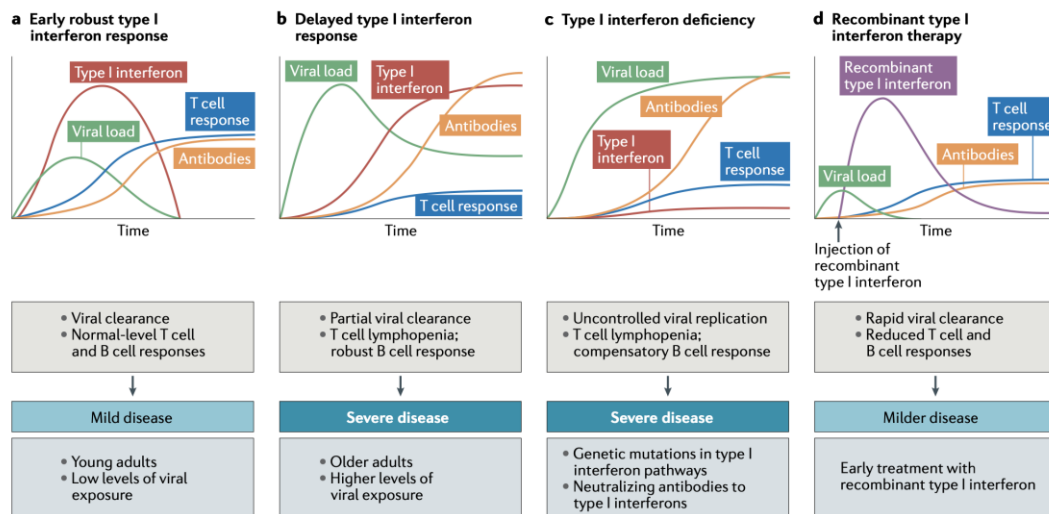 a Early robust type I
interferon response
Type I interferon
Viral load
T cell
response
Antibodies
Time
• Viral clearance
• Normal-level T cell
and B cell responses
Mild disease
• Young adults
• Low levels of viral
exposure
b Delayed type I interferon
response
Viral load
Type I
interferon
Antibodies
T cell response
Time
• Partial viral clearance
• T cell lymphopenia;
robust B cell response
Severe disease
• Older adults
• Higher levels of
viral exposure
c Type I interferon deficiency
Viral load
Antibodies
Type I
interferon
T cell
response
Time
• Uncontrolled viral replication
• T cell lymphopenia;
compensatory B cell response
Severe disease
• Genetic mutations in type I
interferon pathways
• Neutralizing antibodies to
type I interferons
d Recombinant type I
interferon therapy
Recombinant
type I interferon
T cell
response
Antibodies
Viral load
Time
Injection of
recombinant
type I interferon
• Rapid viral clearance
• Reduced T cell and
B cell responses
Milder disease
Early treatment with
recombinant type I interferon